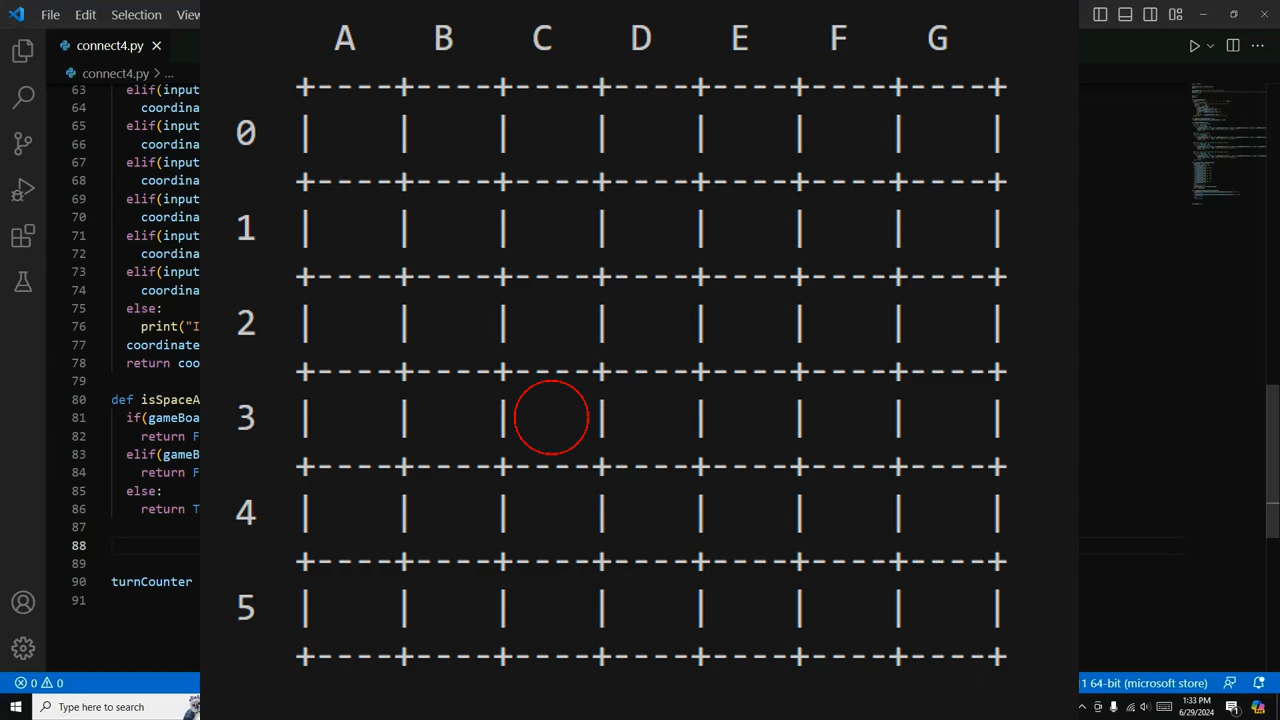 File Edit Selection View
connect4.py
connect4.py > ...
A B C D E F G
0
1
2
3
4
5
63 elif(input
64 coordina
65 elif(input
66 coordina
67 elif(input
68 coordina
69 elif(input
70 coordina
71 elif(input
72 coordina
73 elif(input
74 coordina
75 else:
76 print("I
77 coordinate
78 return coo
79
80 def isSpaceA
81 if(gameBoa
82 return F
83 elif(gameB
84 return F
85 else:
86 return T
87
88
89
90 turnCounter
91
0 0
1 64-bit (microsoft store)
Type here to search
1:33 PM
6/29/2024